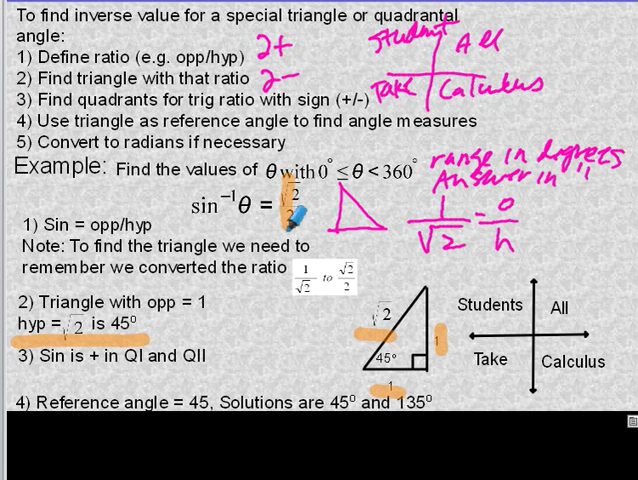 To find inverse value for a special triangle or quadrantal
angle:
1) Define ratio (e.g. opp/hyp)
2) Find triangle with that ratio
3) Find quadrants for trig ratio with sign (+/-)
4) Use triangle as reference angle to find angle measures
5) Convert to radians if necessary
2+
2-
Student All
Take Calculus
Example: Find the values of θ with 0° ≤ θ < 360°
range in degrees
Answer in "
sin⁻¹θ = √2/2
1/√2 = o/h
1) Sin = opp/hyp
Note: To find the triangle we need to
remember we converted the ratio 1/√2 to √2/2
2) Triangle with opp = 1
hyp = √2 is 45º
3) Sin is + in QI and QII
4) Reference angle = 45, Solutions are 45º and 135º
√2
1
45º
1
Students All
Take Calculus